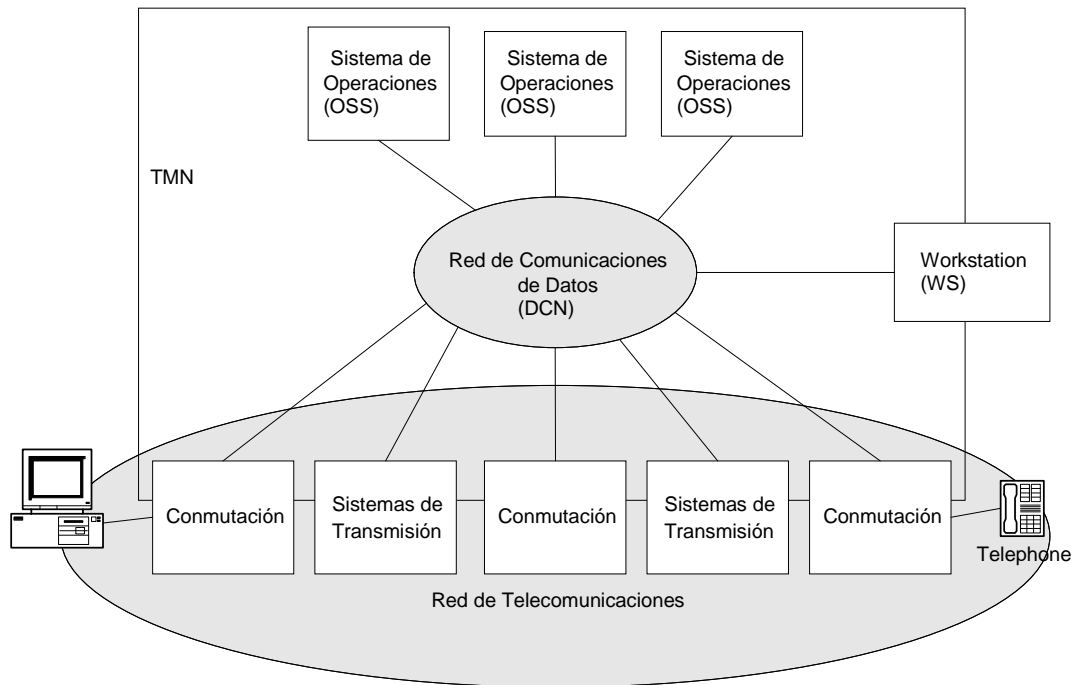 Sistema de
Operaciones
(OSS)
Sistema de
Operaciones
(OSS)
Sistema de
Operaciones
(OSS)
TMN
Red de Comunicaciones
de Datos
(DCN)
Workstation
(WS)
Conmutación
Sistemas de
Transmisión
Conmutación
Sistemas de
Transmisión
Conmutación
Telephone
Red de Telecomunicaciones